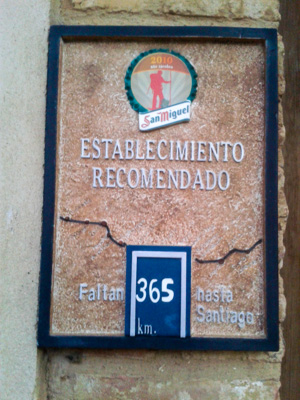 2010
San Miguel
ESTABLECIMIENTO
RECOMENDADO
Faltan 365 hasta
km. Santiago